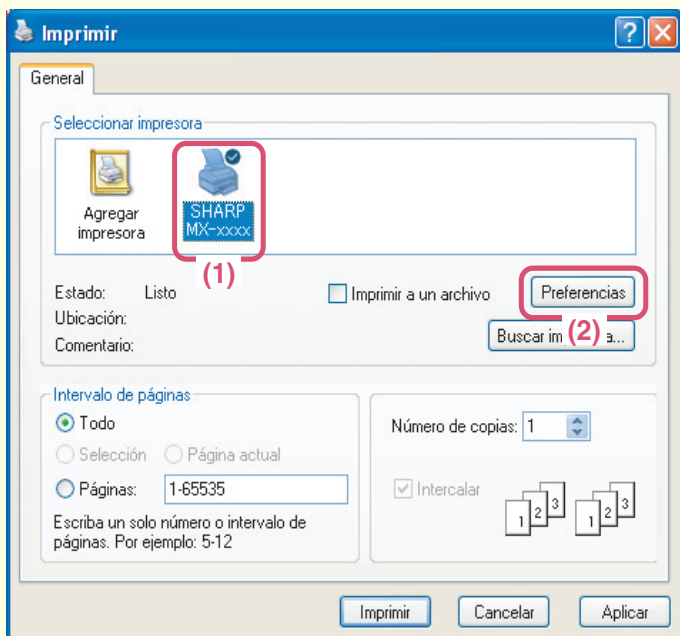 Imprimir
General
Seleccionar impresora
Agregar
impresora
SHARP
MX-xxxx
(1)
Estado: Listo
Imprimir a un archivo
Preferencias
Ubicación:
(2)
Buscar im a...
Comentario:
Intervalo de páginas
Todo
Selección Página actual
Páginas: 1-65535
Escriba un solo número o intervalo de
páginas. Por ejemplo: 5-12
Número de copias: 1
Intercalar
1 2 3 1 2 3
Imprimir Cancelar Aplicar